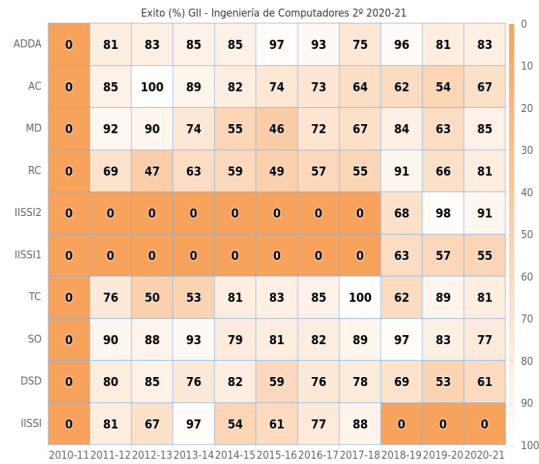 Exito (%) GII - Ingeniería de Computadores 2º 2020-21
ADDA 0 81 83 85 85 97 93 75 96 81 83
AC 0 85 100 89 82 74 73 64 62 54 67
MD 0 92 90 74 55 46 72 67 84 63 85
RC 0 69 47 63 59 49 57 55 91 66 81
IISSI2 0 0 0 0 0 0 0 0 68 98 91
IISSI1 0 0 0 0 0 0 0 0 63 57 55
TC 0 76 50 53 81 83 85 100 62 89 81
SO 0 90 88 93 79 81 82 89 97 83 77
DSD 0 80 85 76 82 59 76 78 69 53 61
IISSI 0 81 67 97 54 61 77 88 0 0 0
2010-11 2011-12 2012-13 2013-14 2014-15 2015-16 2016-17 2017-18 2018-19 2019-20 2020-21
0
10
20
30
40
50
60
70
80
90
100